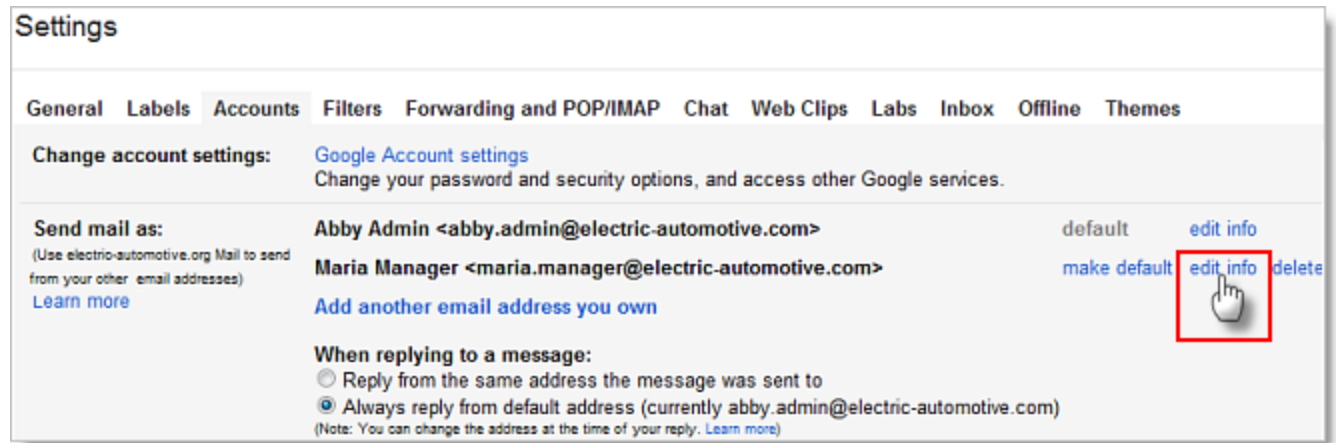 Settings
General Labels Accounts Filters Forwarding and POP/IMAP Chat Web Clips Labs Inbox Offline Themes
Change account settings: Google Account settings
Change your password and security options, and access other Google services.
Send mail as: Abby Admin <abby.admin@electric-automotive.com> default edit info
(Use electric-automotive.org Mail to send
from your other email addresses)
Maria Manager <maria.manager@electric-automotive.com> make default edit info delete
Learn more
Add another email address you own
When replying to a message:
Reply from the same address the message was sent to
Always reply from default address (currently abby.admin@electric-automotive.com)
(Note: You can change the address at the time of your reply. Learn more)